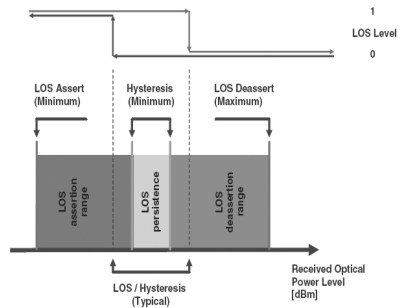 1
LOS Level
0
LOS Assert
(Minimum)
Hysteresis
(Minimum)
LOS Deassert
(Maximum)
LOS
assertion
range
LOS
persistence
LOS
deassertion
range
Received Optical
Power Level
[dBm]
LOS / Hysteresis
(Typical)